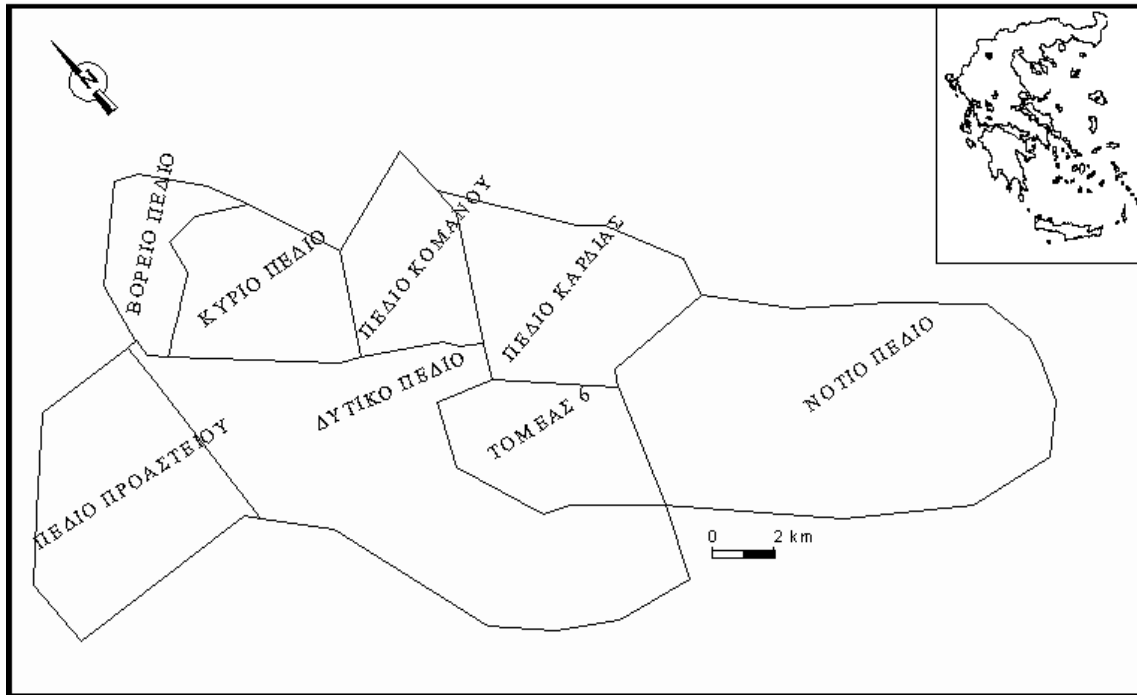 N
ΒΟΡΕΙΟ ΠΕΔΙΟ
ΚΥΡΙΟ ΠΕΔΙΟ
ΠΕΔΙΟ ΚΟΜΑΝΟΥ
ΠΕΔΙΟ ΚΑΡΔΙΑΣ
ΝΟΤΙΟ ΠΕΔΙΟ
ΔΥΤΙΚΟ ΠΕΔΙΟ
ΤΟΜΕΑΣ 6
ΠΕΔΙΟ ΠΡΟΑΣΤΕΙΟΥ
0 2 km